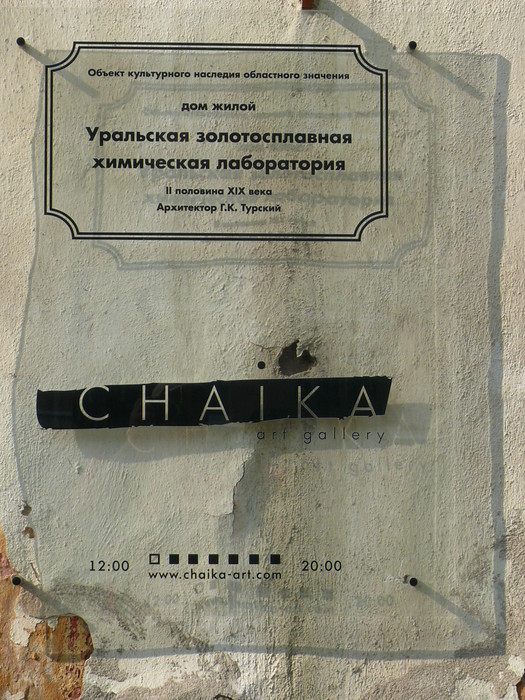 Объект культурного наследия областного значения
дом жилой
Уральская золотосплавная
химическая лаборатория
II половина XIX века
Архитектор Г.К. Турский
CHAIKA
art gallery
12:00 20:00
www.chaika-art.com